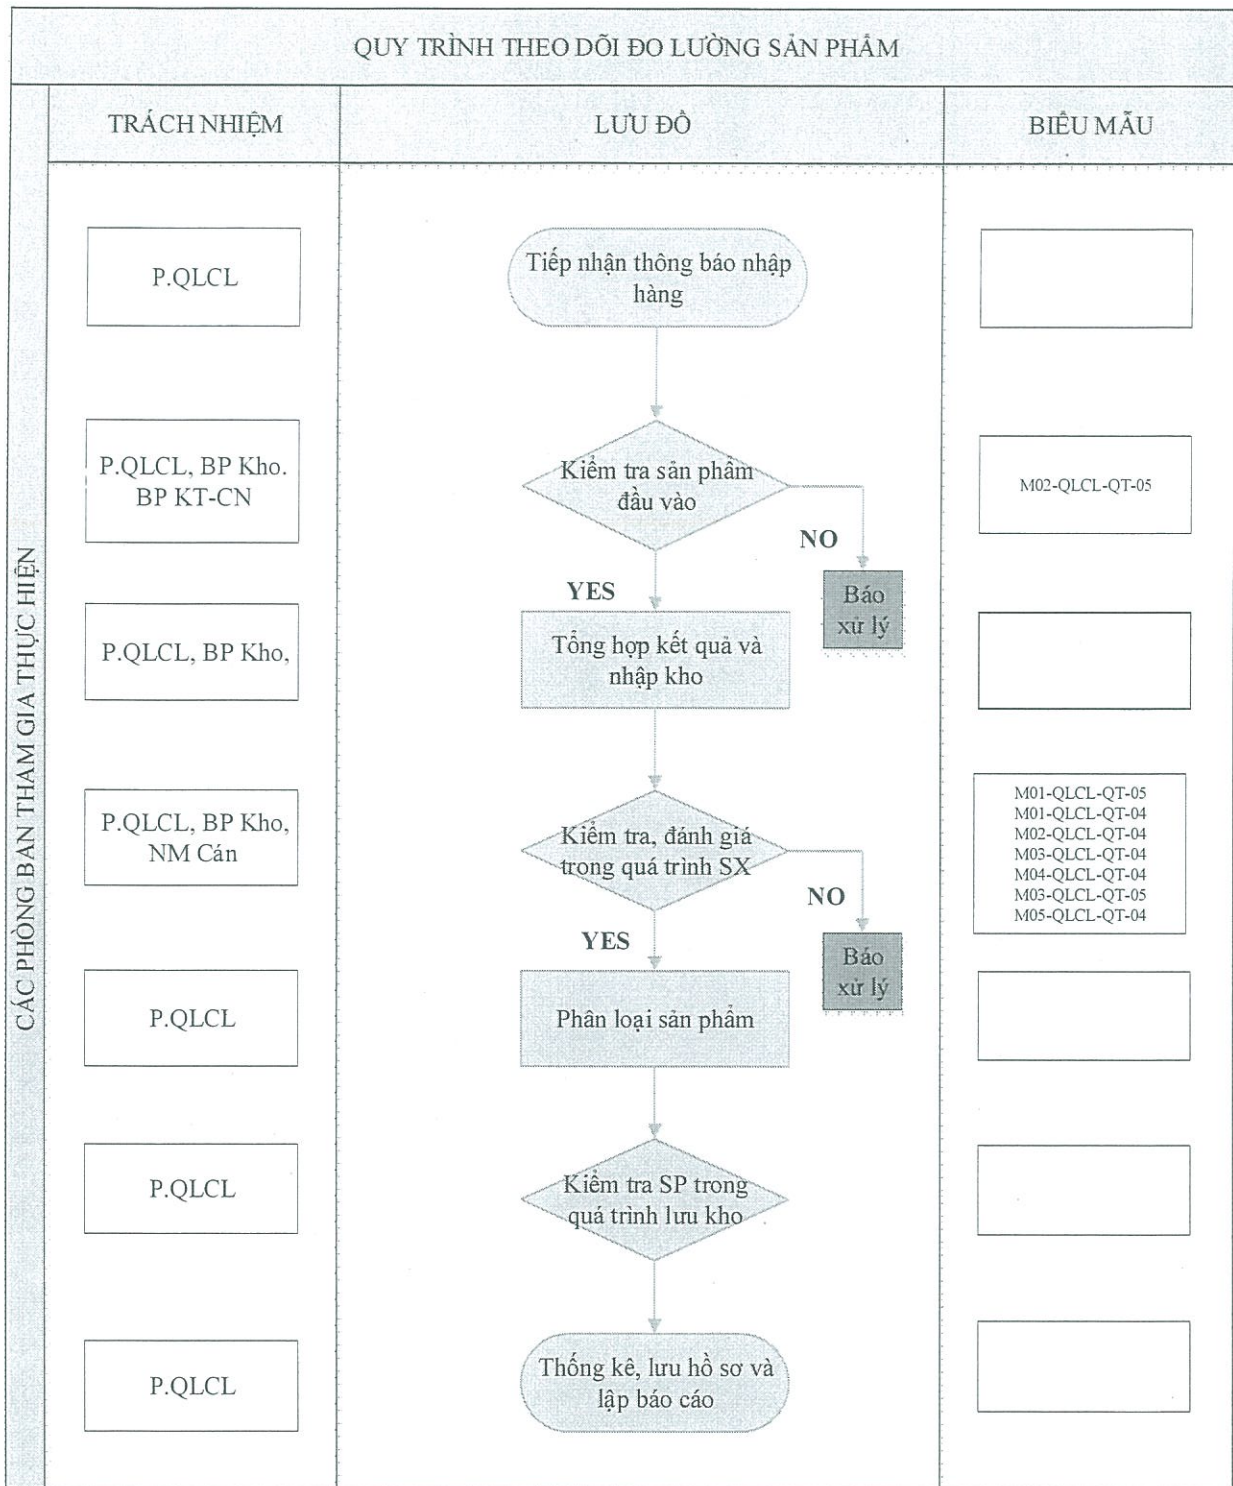 QUY TRÌNH THEO DÕI ĐO LƯỜNG SẢN PHẨM
TRÁCH NHIỆM
LƯU ĐỒ
BIỂU MẪU
CÁC PHÒNG BAN THAM GIA THỰC HIỆN
P.QLCL
Tiếp nhận thông báo nhập
hàng
P.QLCL, BP Kho.
BP KT-CN
Kiểm tra sản phẩm
đầu vào
M02-QLCL-QT-05
NO
YES
Báo
xử lý
P.QLCL, BP Kho,
Tổng hợp kết quả và
nhập kho
P.QLCL, BP Kho,
NM Cán
Kiểm tra, đánh giá
trong quá trình SX
M01-QLCL-QT-05
M01-QLCL-QT-04
M02-QLCL-QT-04
M03-QLCL-QT-04
M04-QLCL-QT-04
M03-QLCL-QT-05
M05-QLCL-QT-04
NO
YES
Báo
xử lý
P.QLCL
Phân loại sản phẩm
P.QLCL
Kiểm tra SP trong
quá trình lưu kho
P.QLCL
Thống kê, lưu hồ sơ và
lập báo cáo